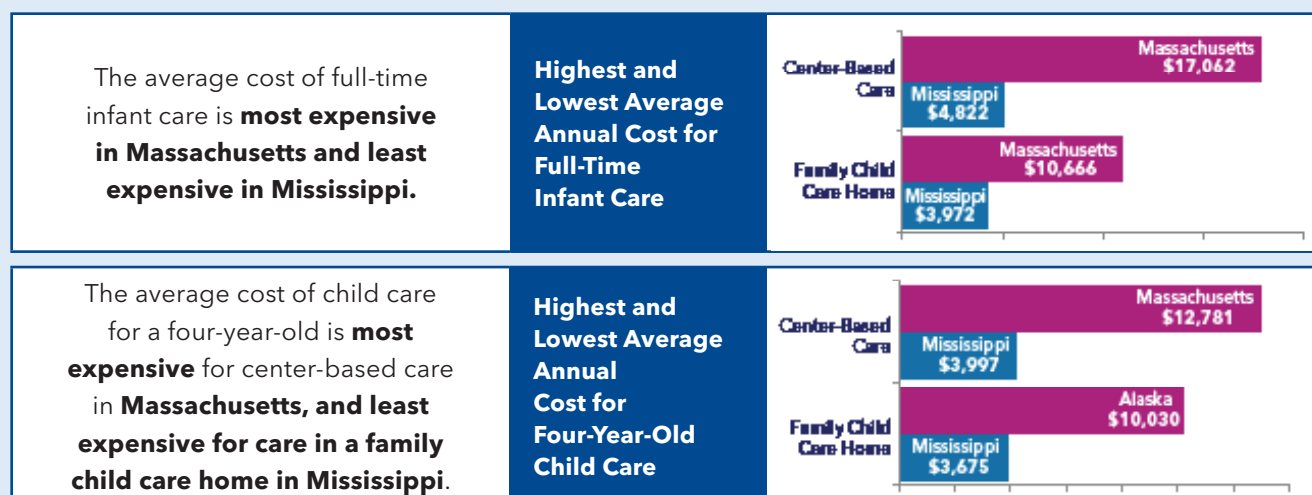 The average cost of full-time
infant care is most expensive
in Massachusetts and least
expensive in Mississippi.
Highest and
Lowest Average
Annual Cost for
Full-Time
Infant Care
Center-Based
Care
Massachusetts
$17,062
Mississippi
$4,822
Family Child
Care Home
Massachusetts
$10,666
Mississippi
$3,972
The average cost of child care
for a four-year-old is most
expensive for center-based care
in Massachusetts, and least
expensive for care in a family
child care home in Mississippi.
Highest and
Lowest Average
Annual
Cost for
Four-Year-Old
Child Care
Center-Based
Care
Massachusetts
$12,781
Mississippi
$3,997
Family Child
Care Home
Alaska
$10,030
Mississippi
$3,675